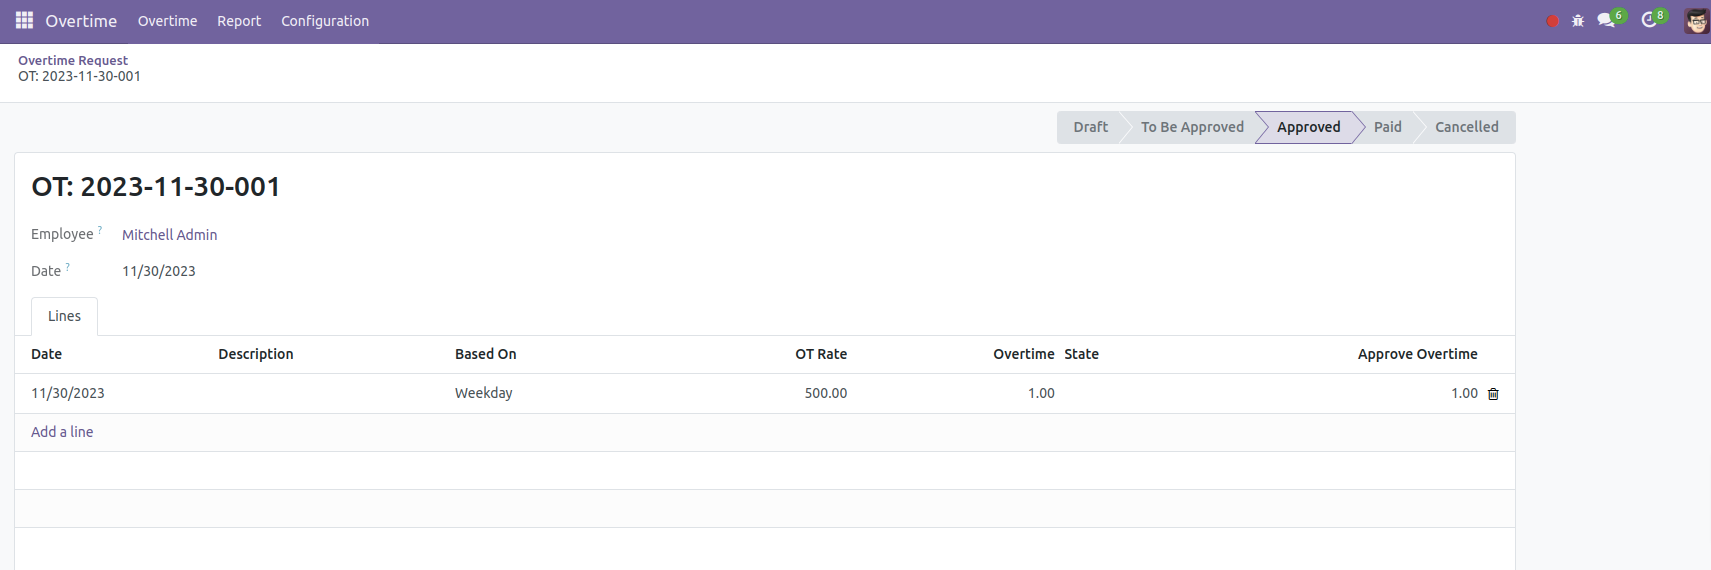 Overtime Overtime Report Configuration 6 8
Overtime Request
OT: 2023-11-30-001
Draft To Be Approved Approved Paid Cancelled
OT: 2023-11-30-001
Employee ? Mitchell Admin
Date ? 11/30/2023
Lines
Date Description Based On OT Rate Overtime State Approve Overtime
11/30/2023 Weekday 500.00 1.00 1.00
Add a line